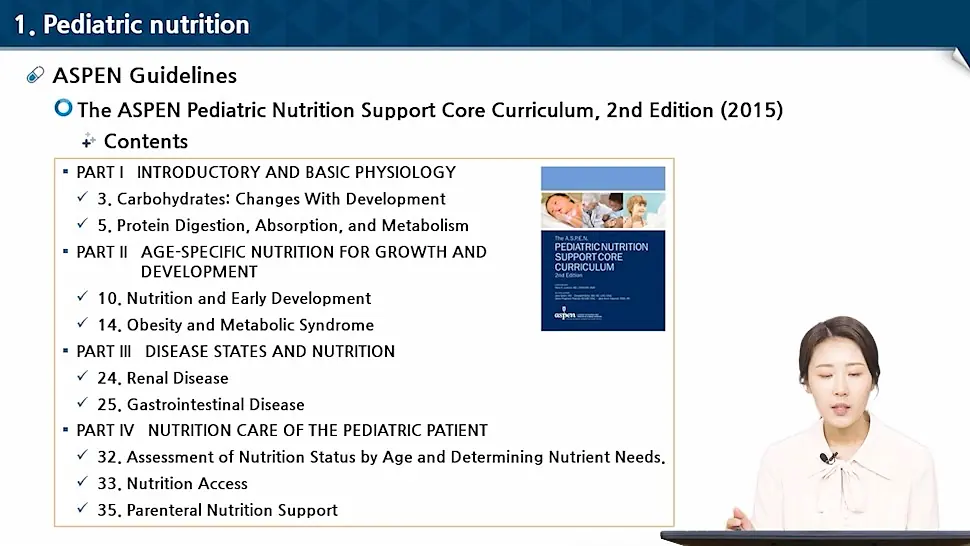 1. Pediatric nutrition
ASPEN Guidelines
The ASPEN Pediatric Nutrition Support Core Curriculum, 2nd Edition (2015)
Contents
PART I INTRODUCTORY AND BASIC PHYSIOLOGY
3. Carbohydrates: Changes With Development
5. Protein Digestion, Absorption, and Metabolism
PART II AGE-SPECIFIC NUTRITION FOR GROWTH AND
DEVELOPMENT
10. Nutrition and Early Development
14. Obesity and Metabolic Syndrome
PART III DISEASE STATES AND NUTRITION
24. Renal Disease
25. Gastrointestinal Disease
PART IV NUTRITION CARE OF THE PEDIATRIC PATIENT
32. Assessment of Nutrition Status by Age and Determining Nutrient Needs.
33. Nutrition Access
35. Parenteral Nutrition Support
The A.S.P.E.N.
PEDIATRIC NUTRITION
SUPPORT CORE
CURRICULUM
2nd Edition
aspen